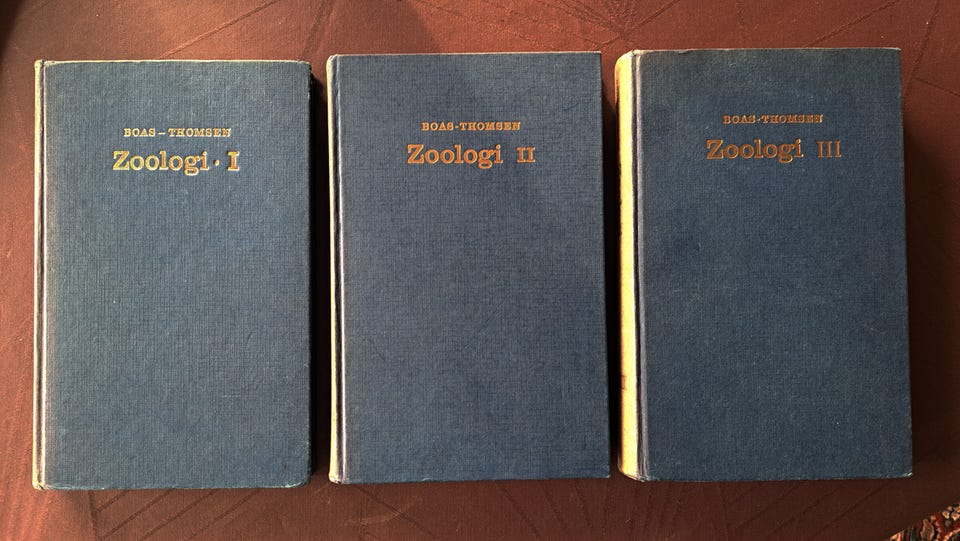 BOAS – THOMSEN
Zoologi · I
BOAS-THOMSEN
Zoologi II
BOAS-THOMSEN
Zoologi III